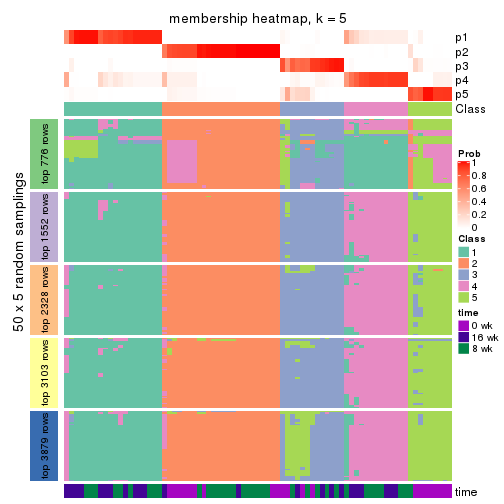 membership heatmap, k = 5
p1
p2
p3
p4
p5
Class
50 x 5 random samplings
top 778 rows
top 1552 rows
top 2328 rows
top 3103 rows
top 3879 rows
time
Prob
1
0.8
0.6
0.4
0.2
0
Class
1
2
3
4
5
time
0 wk
16 wk
8 wk